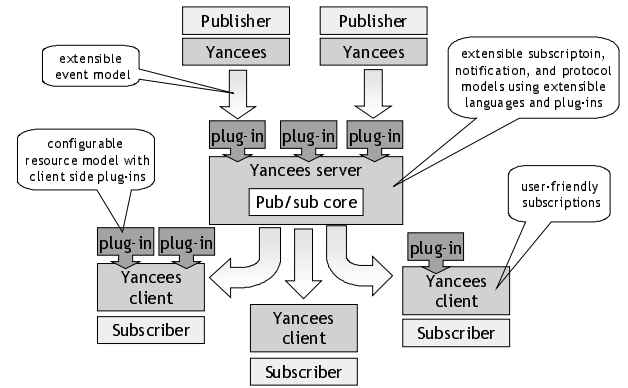 Publisher
Publisher
Yancees
Yancees
extensible
event model
extensible subscriptoin,
notification, and protocol
models using extensible
languages and plug-ins
plug-in
plug-in
plug-in
configurable
resource model with
client side plug-ins
Yancees server
Pub/sub core
user-friendly
subscriptions
plug-in
plug-in
plug-in
Yancees
client
Yancees
client
Yancees
client
Subscriber
Subscriber
Subscriber